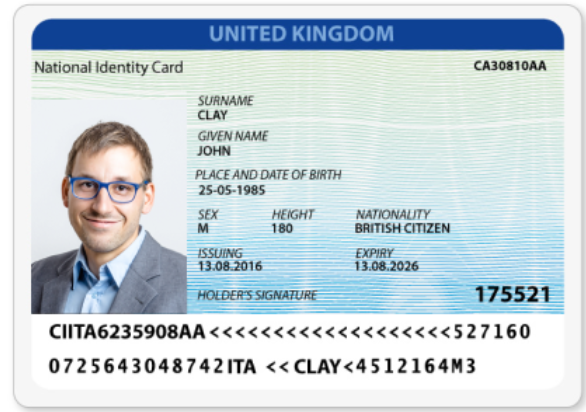 UNITED KINGDOM
National Identity Card CA30810AA
SURNAME
CLAY
GIVEN NAME
JOHN
PLACE AND DATE OF BIRTH
25-05-1985
SEX HEIGHT NATIONALITY
M 180 BRITISH CITIZEN
ISSUING EXPIRY
13.08.2016 13.08.2026
HOLDER'S SIGNATURE 175521
CIITA6235908AA<<<<<<<<<<<<<<<<<<<527160
0725643048742ITA <<CLAY<4512164M3